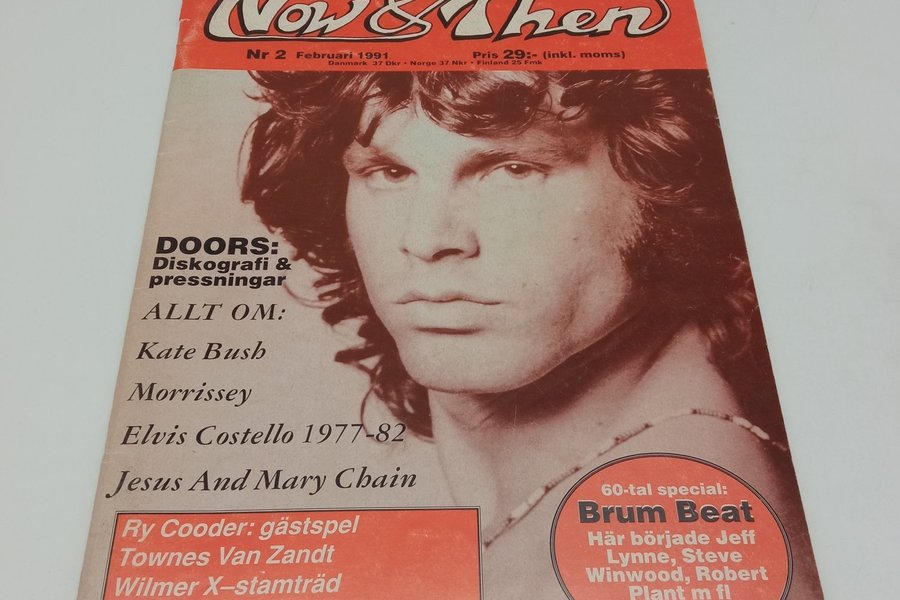 Now & Then
Nr 2 Februari 1991 Pris 29:- (inkl. moms)
Danmark 37 Dkr • Norge 37 Nkr • Finland 25 Fmk
DOORS:
Diskografi &
pressningar
ALLT OM:
Kate Bush
Morrissey
Elvis Costello 1977-82
Jesus And Mary Chain
Ry Cooder: gästspel
Townes Van Zandt
Wilmer X–stamträd
60-tal special:
Brum Beat
Här började Jeff
Lynne, Steve
Winwood, Robert
Plant m fl